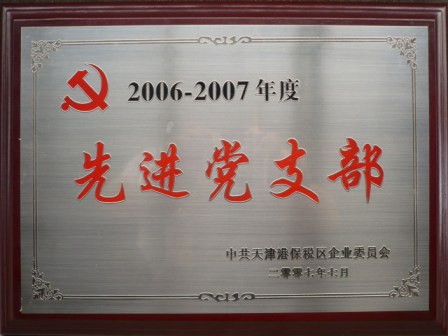 2006-2007年度
先进党支部
中共天津港保税区企业委员会
二零零七年七月